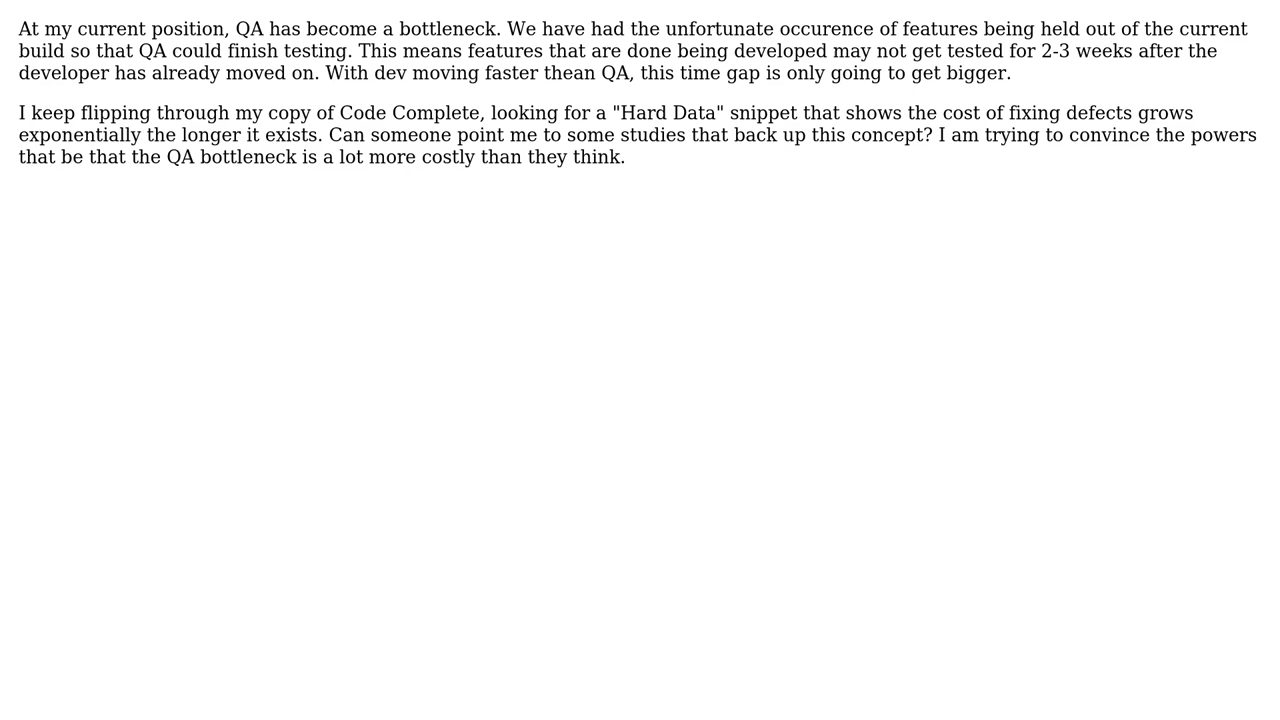 At my current position, QA has become a bottleneck. We have had the unfortunate occurence of features being held out of the current
build so that QA could finish testing. This means features that are done being developed may not get tested for 2-3 weeks after the
developer has already moved on. With dev moving faster thean QA, this time gap is only going to get bigger.
I keep flipping through my copy of Code Complete, looking for a "Hard Data" snippet that shows the cost of fixing defects grows
exponentially the longer it exists. Can someone point me to some studies that back up this concept? I am trying to convince the powers
that be that the QA bottleneck is a lot more costly than they think.